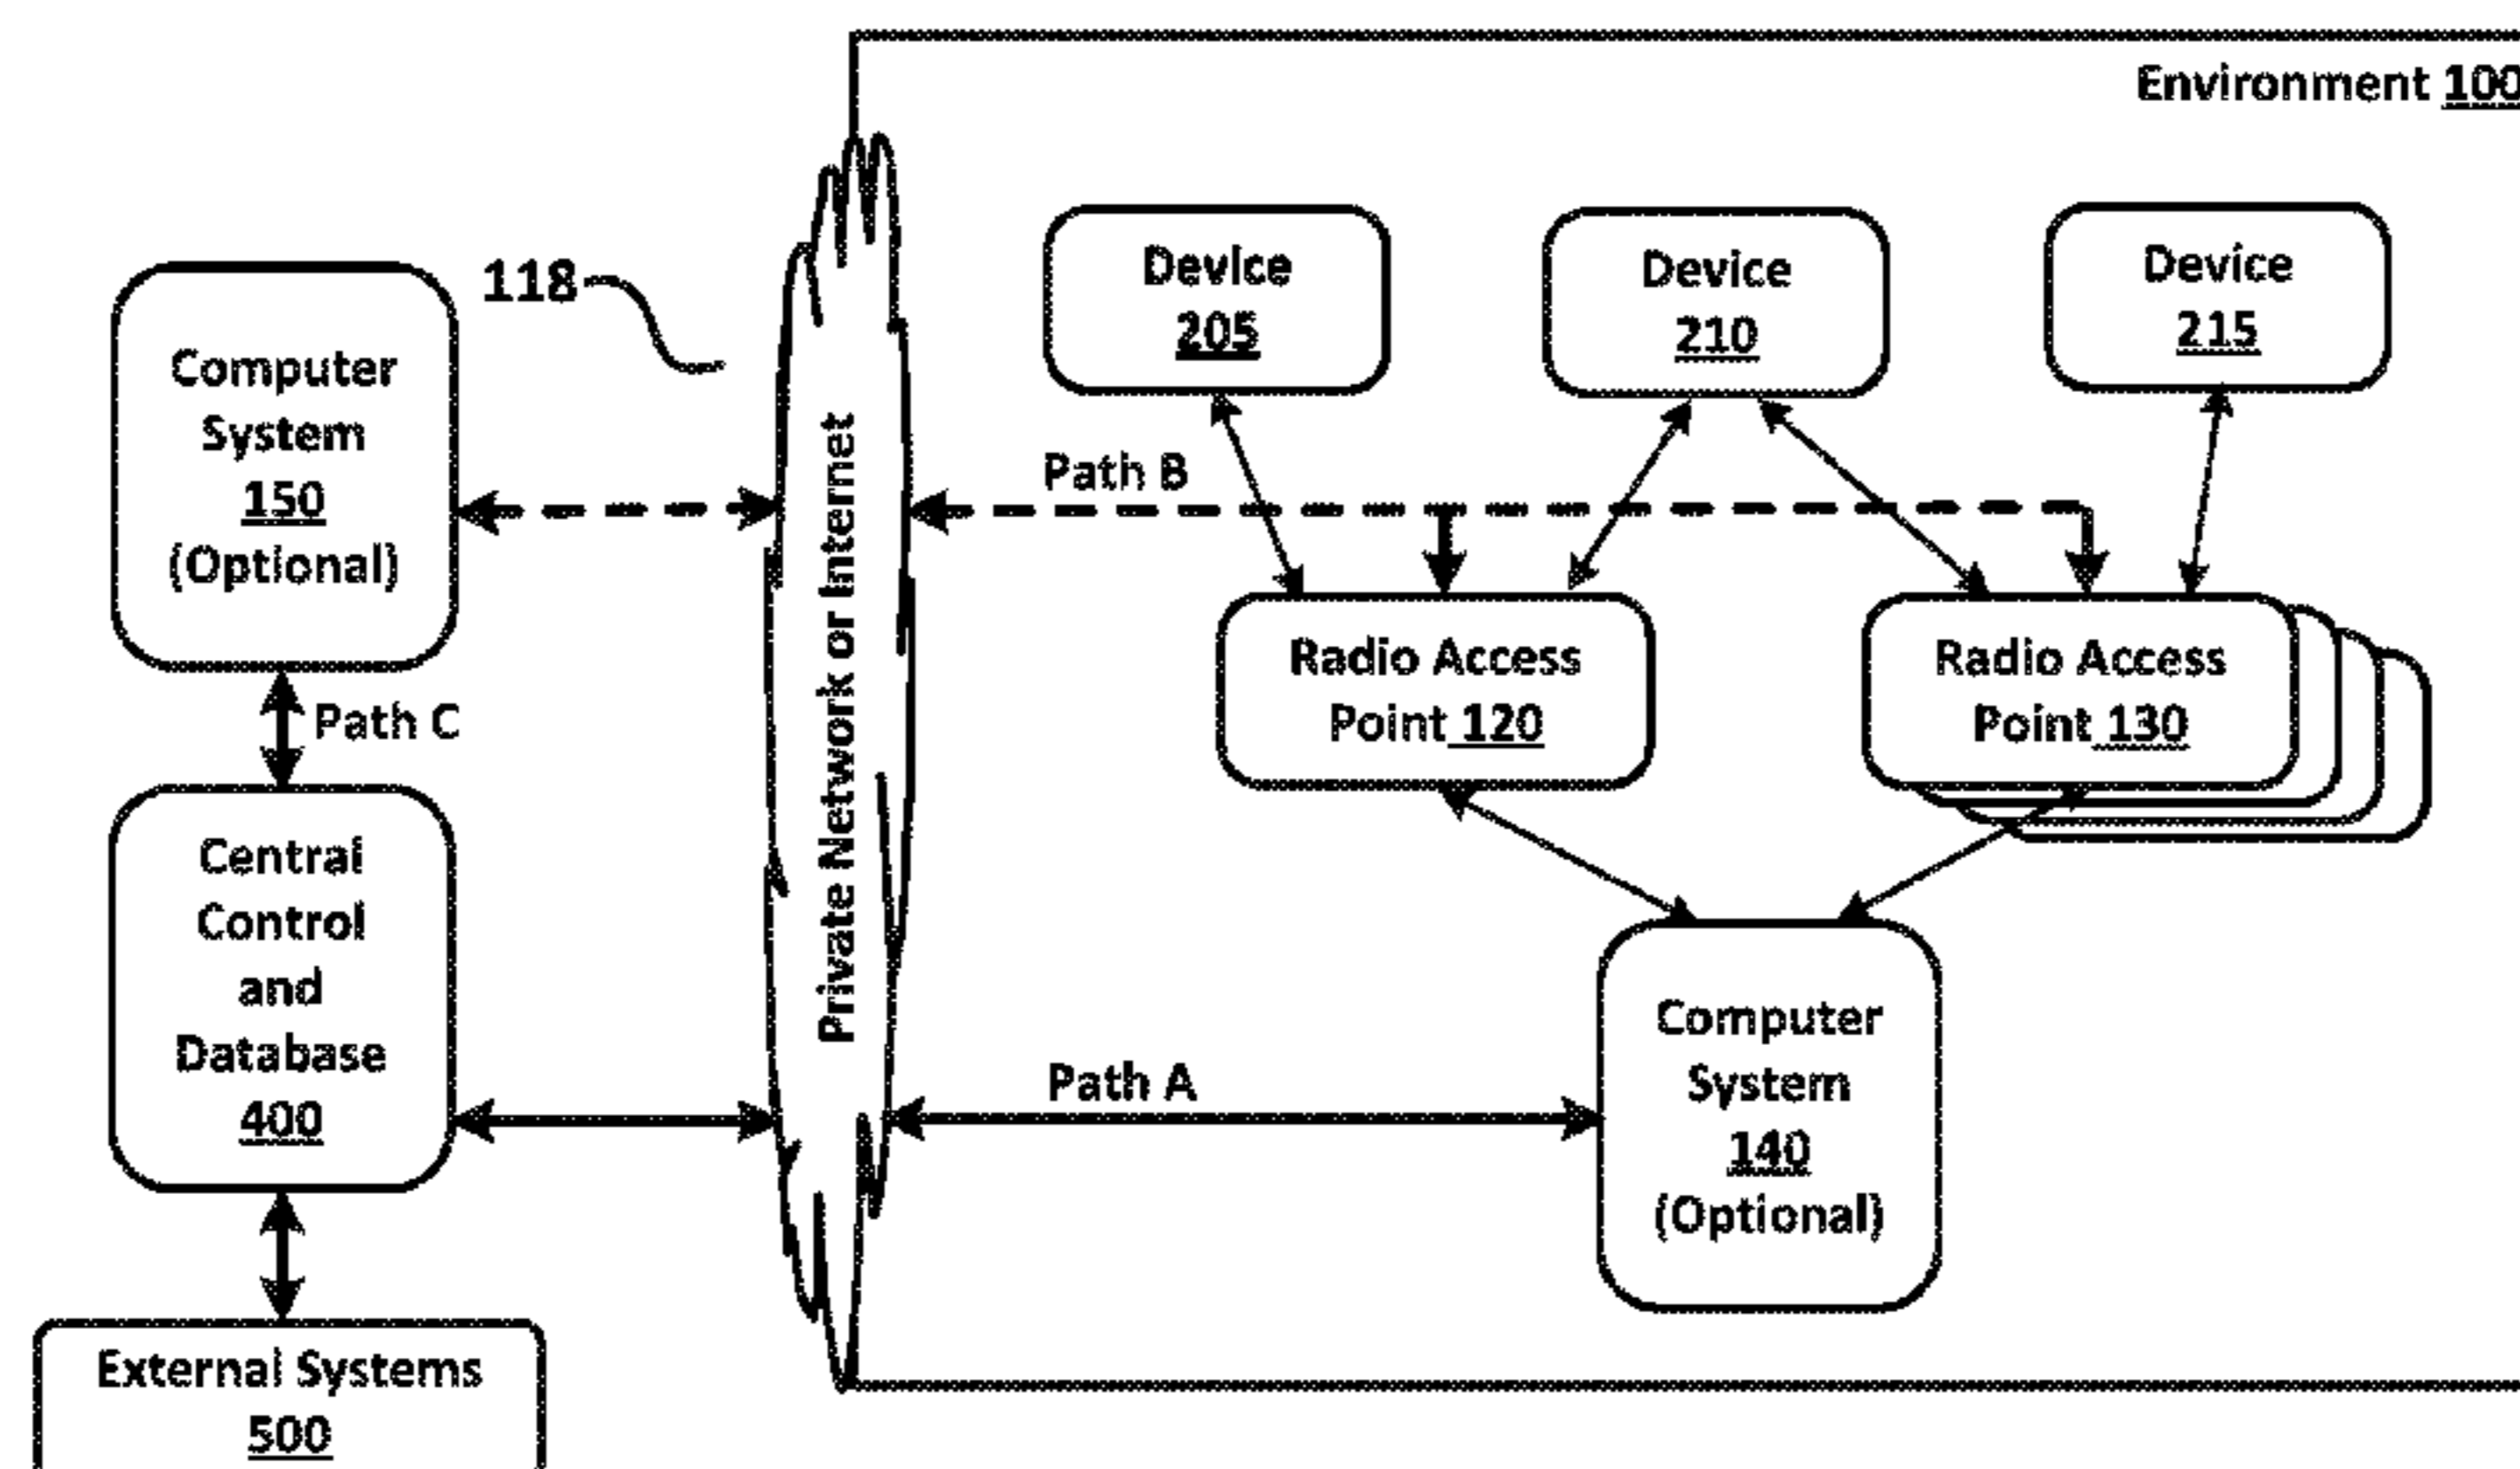 Environment 100
118
Device
205
Device
210
Device
215
Computer
System
150
(Optional)
Path B
Private Network or Internet
Radio Access
Point 120
Radio Access
Point 130
Path C
Central
Control
and
Database
400
Path A
Computer
System
140
(Optional)
External Systems
500